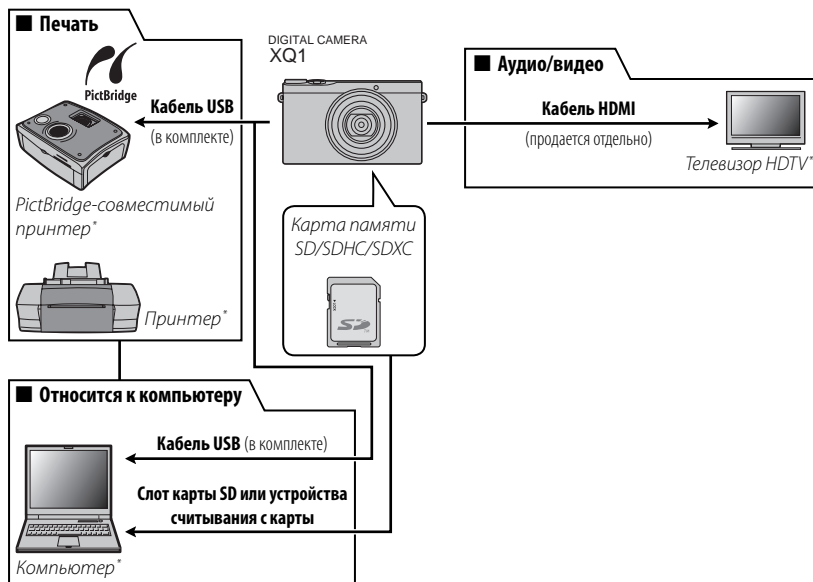 ■ Печать
PictBridge
Кабель USB
(в комплекте)
PictBridge-совместимый
принтер*
Принтер*
DIGITAL CAMERA
XQ1
■ Аудио/видео
Кабель HDMI
(продается отдельно)
Телевизор HDTV*
Карта памяти
SD/SDHC/SDXC
SD
■ Относится к компьютеру
Кабель USB (в комплекте)
Слот карты SD или устройства
считывания с карты
Компьютер*